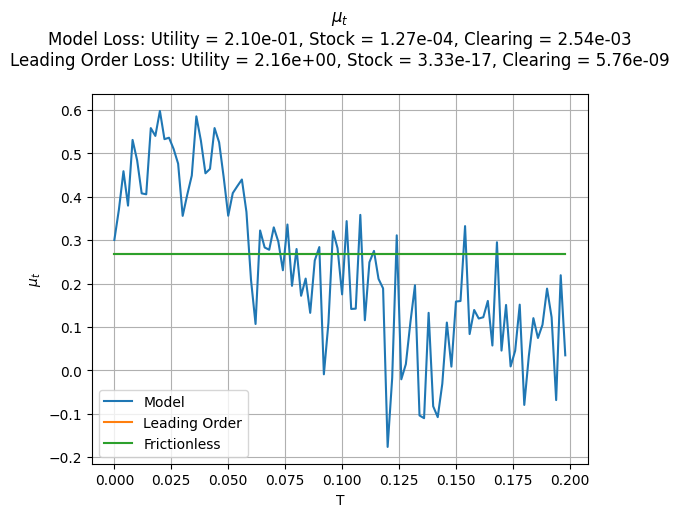 μ_t
Model Loss: Utility = 2.10e-01, Stock = 1.27e-04, Clearing = 2.54e-03
Leading Order Loss: Utility = 2.16e+00, Stock = 3.33e-17, Clearing = 5.76e-09
0.6
0.5
0.4
0.3
0.2
0.1
0.0
−0.1
−0.2
μ_t
Model
Leading Order
Frictionless
0.000 0.025 0.050 0.075 0.100 0.125 0.150 0.175 0.200
T